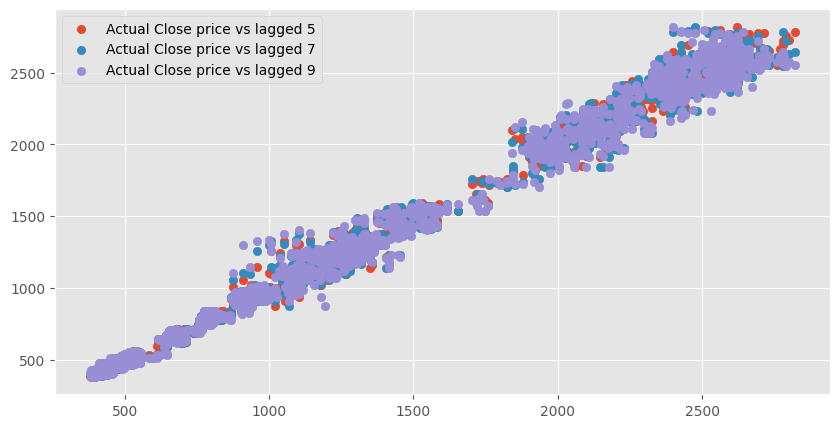 Actual Close price vs lagged 5
Actual Close price vs lagged 7
Actual Close price vs lagged 9
2500
2000
1500
1000
500
500 1000 1500 2000 2500